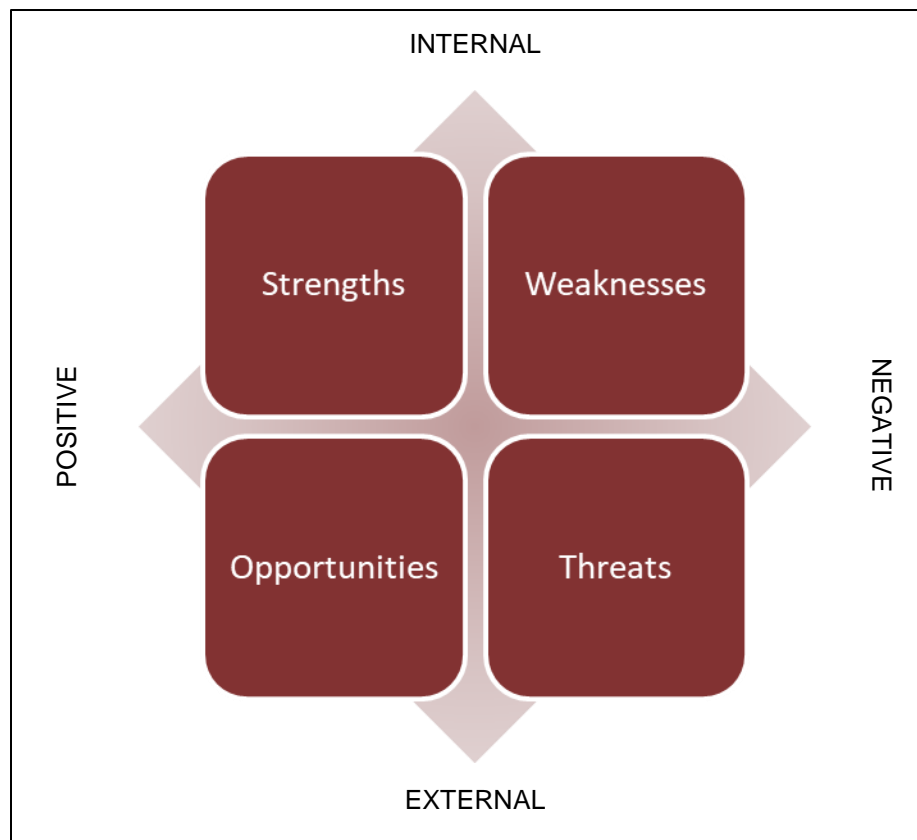 INTERNAL
Strengths
Weaknesses
POSITIVE
NEGATIVE
Opportunities
Threats
EXTERNAL